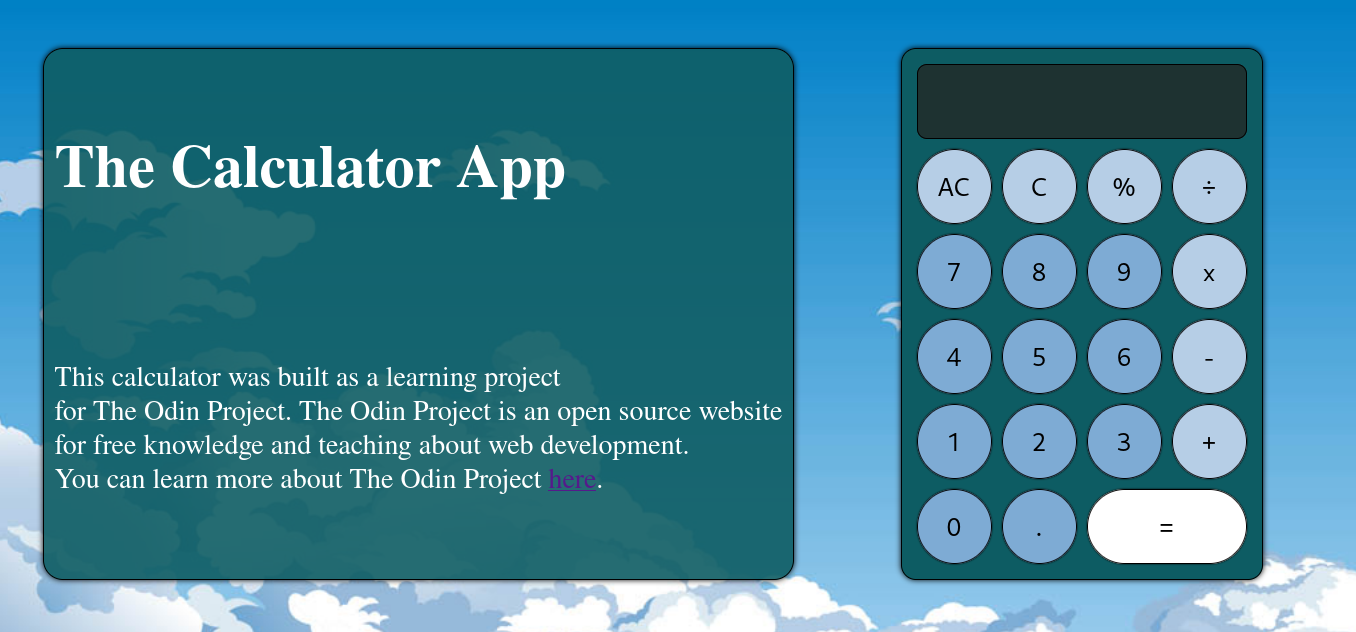 The Calculator App
This calculator was built as a learning project
for The Odin Project. The Odin Project is an open source website
for free knowledge and teaching about web development.
You can learn more about The Odin Project here.
AC C % ÷
7 8 9 x
4 5 6 -
1 2 3 +
0 . =